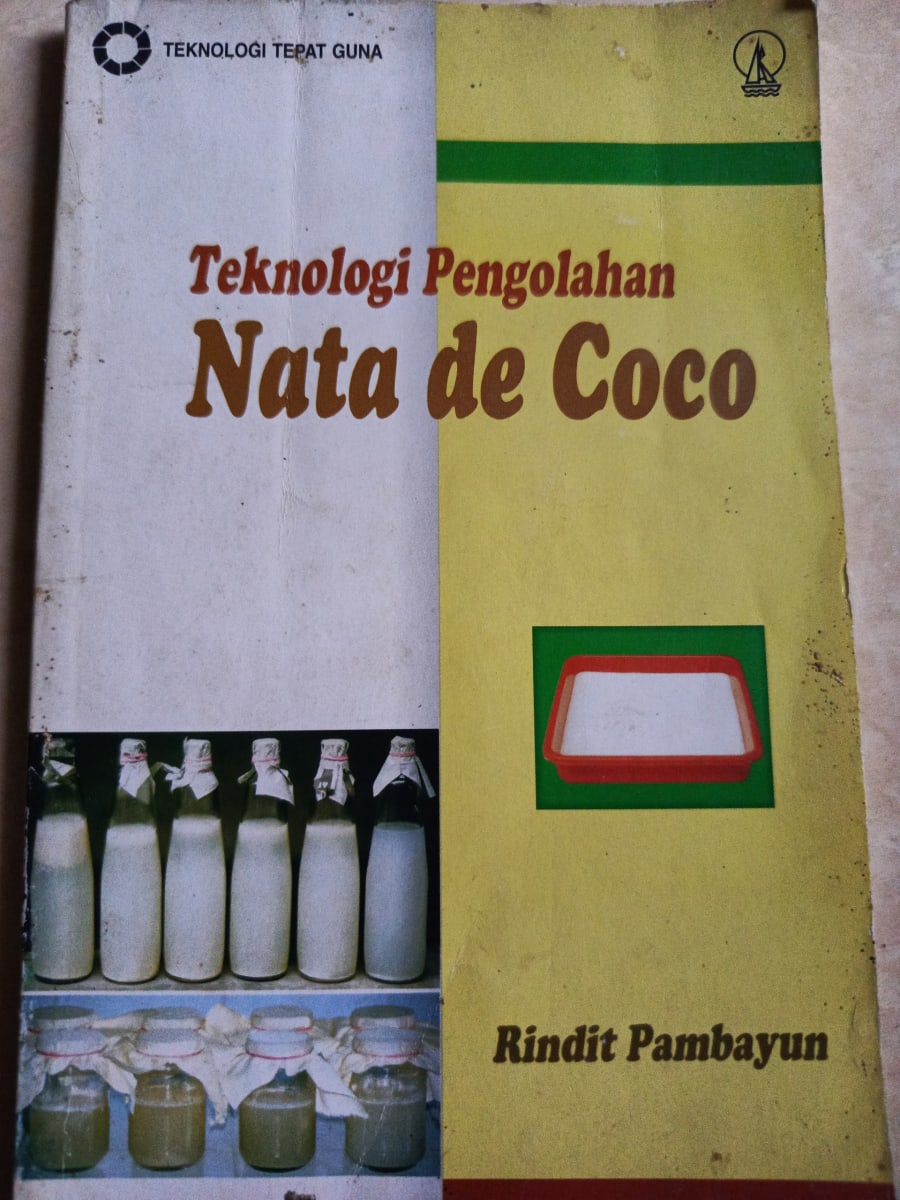 TEKNOLOGI TEPAT GUNA
Teknologi Pengolahan
Nata de Coco
Rindit Pambayun